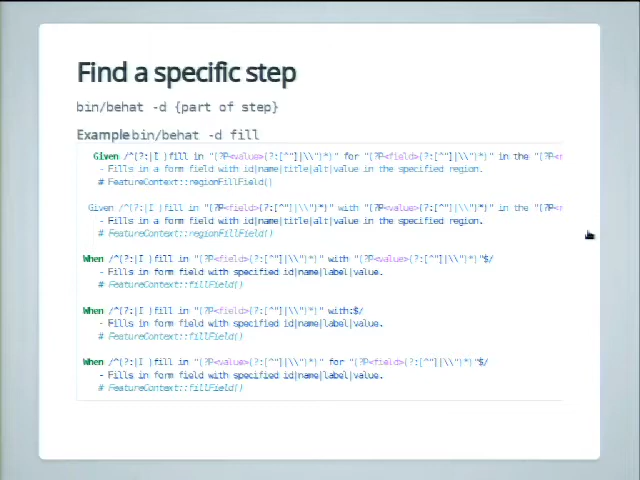 Find a specific step
bin/behat -d {part of step}
Example bin/behat -d fill
Given /^(?:|I )fill in "(?P<value>(?:[^"]|\\")*)" for "(?P<field>(?:[^"]|\\")*)" in the "(?P<r
- Fills in a form field with id|name|title|alt|value in the specified region.
# FeatureContext::regionFillField()
Given /^(?:|I )fill in "(?P<field>(?:[^"]|\\")*)" with "(?P<value>(?:[^"]|\\")*)" in the "(?P<r
- Fills in a form field with id|name|title|alt|value in the specified region.
# FeatureContext::regionFillField()
When /^(?:|I )fill in "(?P<field>(?:[^"]|\\")*)" with "(?P<value>(?:[^"]|\\")*)"$/
- Fills in form field with specified id|name|label|value.
# FeatureContext::fillField()
When /^(?:|I )fill in "(?P<field>(?:[^"]|\\")*)" with:$/
- Fills in form field with specified id|name|label|value.
# FeatureContext::fillField()
When /^(?:|I )fill in "(?P<value>(?:[^"]|\\")*)" for "(?P<field>(?:[^"]|\\")*)"$/
- Fills in form field with specified id|name|label|value.
# FeatureContext::fillField()